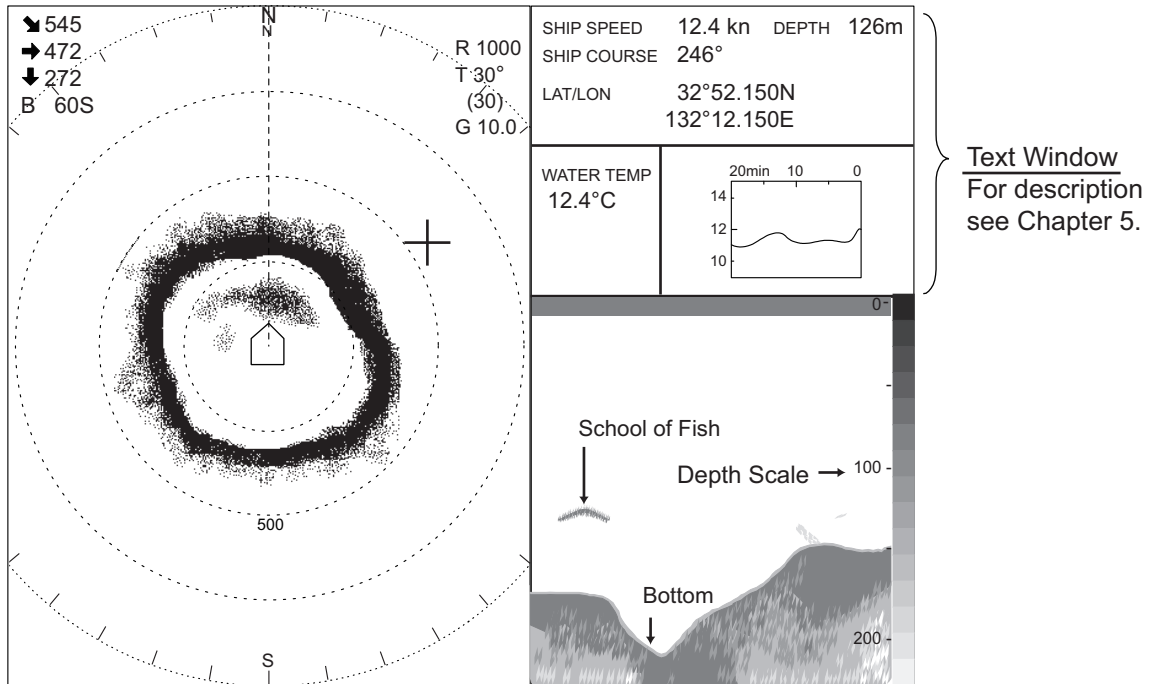 545
472
272
B 60S
N
N
R 1000
T 30°
(30)
G 10.0
500
S
SHIP SPEED 12.4 kn DEPTH 126m
SHIP COURSE 246°
LAT/LON 32°52.150N
132°12.150E
WATER TEMP
12.4°C
20min 10 0
14
12
10
Text Window
For description
see Chapter 5.
0
School of Fish
Depth Scale
100
Bottom
200